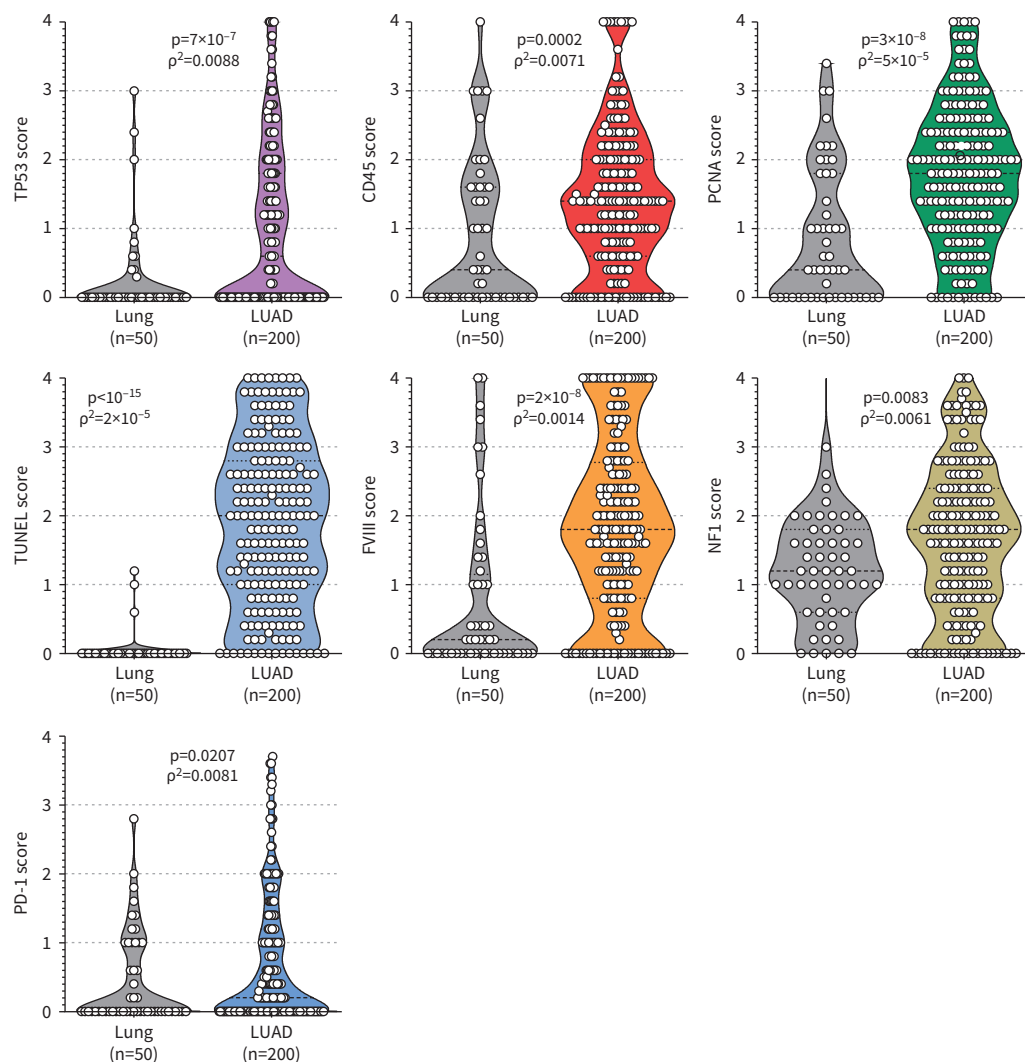 TP53 score
4
3
2
1
0
p=7×10⁻⁷
ρ²=0.0088
Lung
(n=50)
LUAD
(n=200)
CD45 score
4
3
2
1
0
p=0.0002
ρ²=0.0071
Lung
(n=50)
LUAD
(n=200)
PCNA score
4
3
2
1
0
p=3×10⁻⁸
ρ²=5×10⁻⁵
Lung
(n=50)
LUAD
(n=200)
TUNEL score
4
3
2
1
0
p<10⁻¹⁵
ρ²=2×10⁻⁵
Lung
(n=50)
LUAD
(n=200)
FVIII score
4
3
2
1
0
p=2×10⁻⁸
ρ²=0.0014
Lung
(n=50)
LUAD
(n=200)
NF1 score
4
3
2
1
0
p=0.0083
ρ²=0.0061
Lung
(n=50)
LUAD
(n=200)
PD-1 score
4
3
2
1
0
p=0.0207
ρ²=0.0081
Lung
(n=50)
LUAD
(n=200)